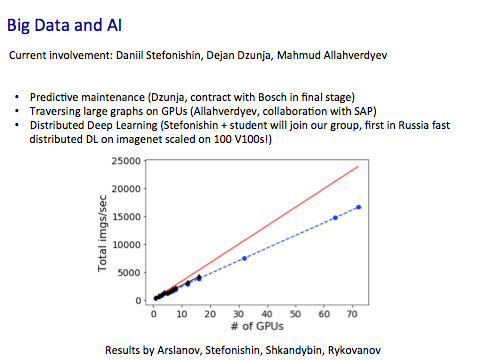 Big Data and AI
Current involvement: Daniil Stefonishin, Dejan Dzunja, Mahmud Allahverdyev
• Predictive maintenance (Dzunja, contract with Bosch in final stage)
• Traversing large graphs on GPUs (Allahverdyev, collaboration with SAP)
• Distributed Deep Learning (Stefonishin + student will join our group, first in Russia fast
distributed DL on imagenet scaled on 100 V100s!)
25000
20000
15000
10000
5000
0
Total imgs/sec
0 10 20 30 40 50 60 70
# of GPUs
Results by Arslanov, Stefonishin, Shkandybin, Rykovanov